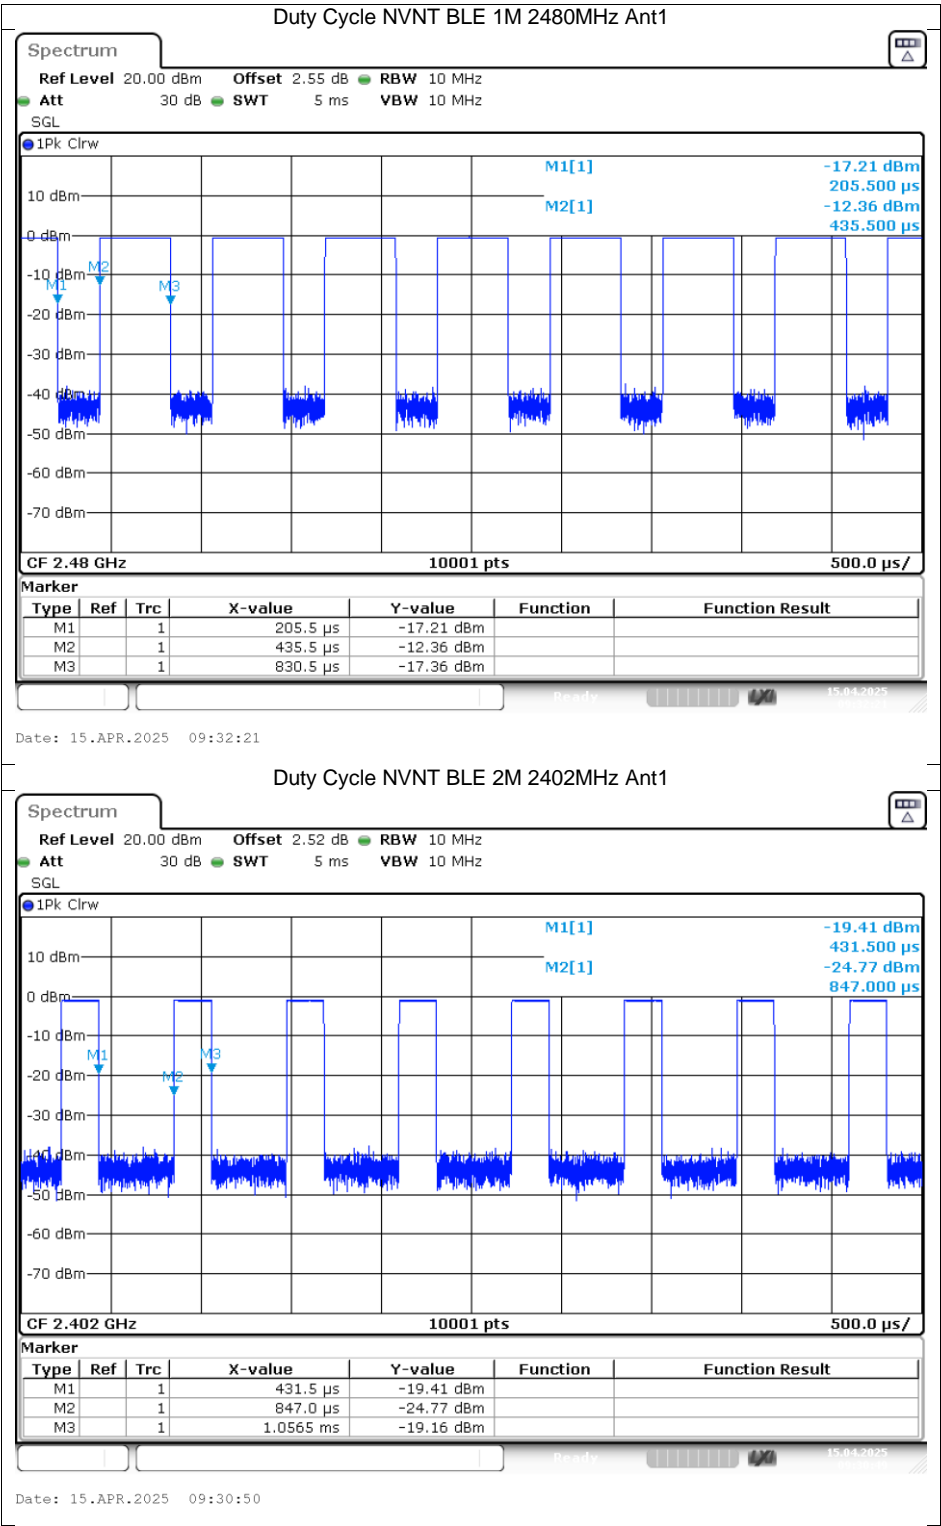 Duty Cycle NVNT BLE 1M 2480MHz Ant1
Spectrum
Ref Level 20.00 dBm Offset 2.55 dB RBW 10 MHz
Att 30 dB SWT 5 ms VBW 10 MHz
SGL
1Pk Clrw
M1[1] -17.21 dBm
205.500 µs
10 dBm
M2[1] -12.36 dBm
435.500 µs
0 dBm
M2
-10 dBm
M1 M3
-20 dBm
-30 dBm
-40 dBm
-50 dBm
-60 dBm
-70 dBm
CF 2.48 GHz 10001 pts 500.0 µs/
Marker
Type Ref Trc X-value Y-value Function Function Result
M1 1 205.5 µs -17.21 dBm
M2 1 435.5 µs -12.36 dBm
M3 1 830.5 µs -17.36 dBm
Ready LXI 15.04.2025
Date: 15.APR.2025 09:32:21
Duty Cycle NVNT BLE 2M 2402MHz Ant1
Spectrum
Ref Level 20.00 dBm Offset 2.52 dB RBW 10 MHz
Att 30 dB SWT 5 ms VBW 10 MHz
SGL
1Pk Clrw
M1[1] -19.41 dBm
431.500 µs
10 dBm
M2[1] -24.77 dBm
847.000 µs
0 dBm
-10 dBm
M1 M3
-20 dBm M2
-30 dBm
-40 dBm
-50 dBm
-60 dBm
-70 dBm
CF 2.402 GHz 10001 pts 500.0 µs/
Marker
Type Ref Trc X-value Y-value Function Function Result
M1 1 431.5 µs -19.41 dBm
M2 1 847.0 µs -24.77 dBm
M3 1 1.0565 ms -19.16 dBm
Ready LXI 15.04.2025
Date: 15.APR.2025 09:30:50